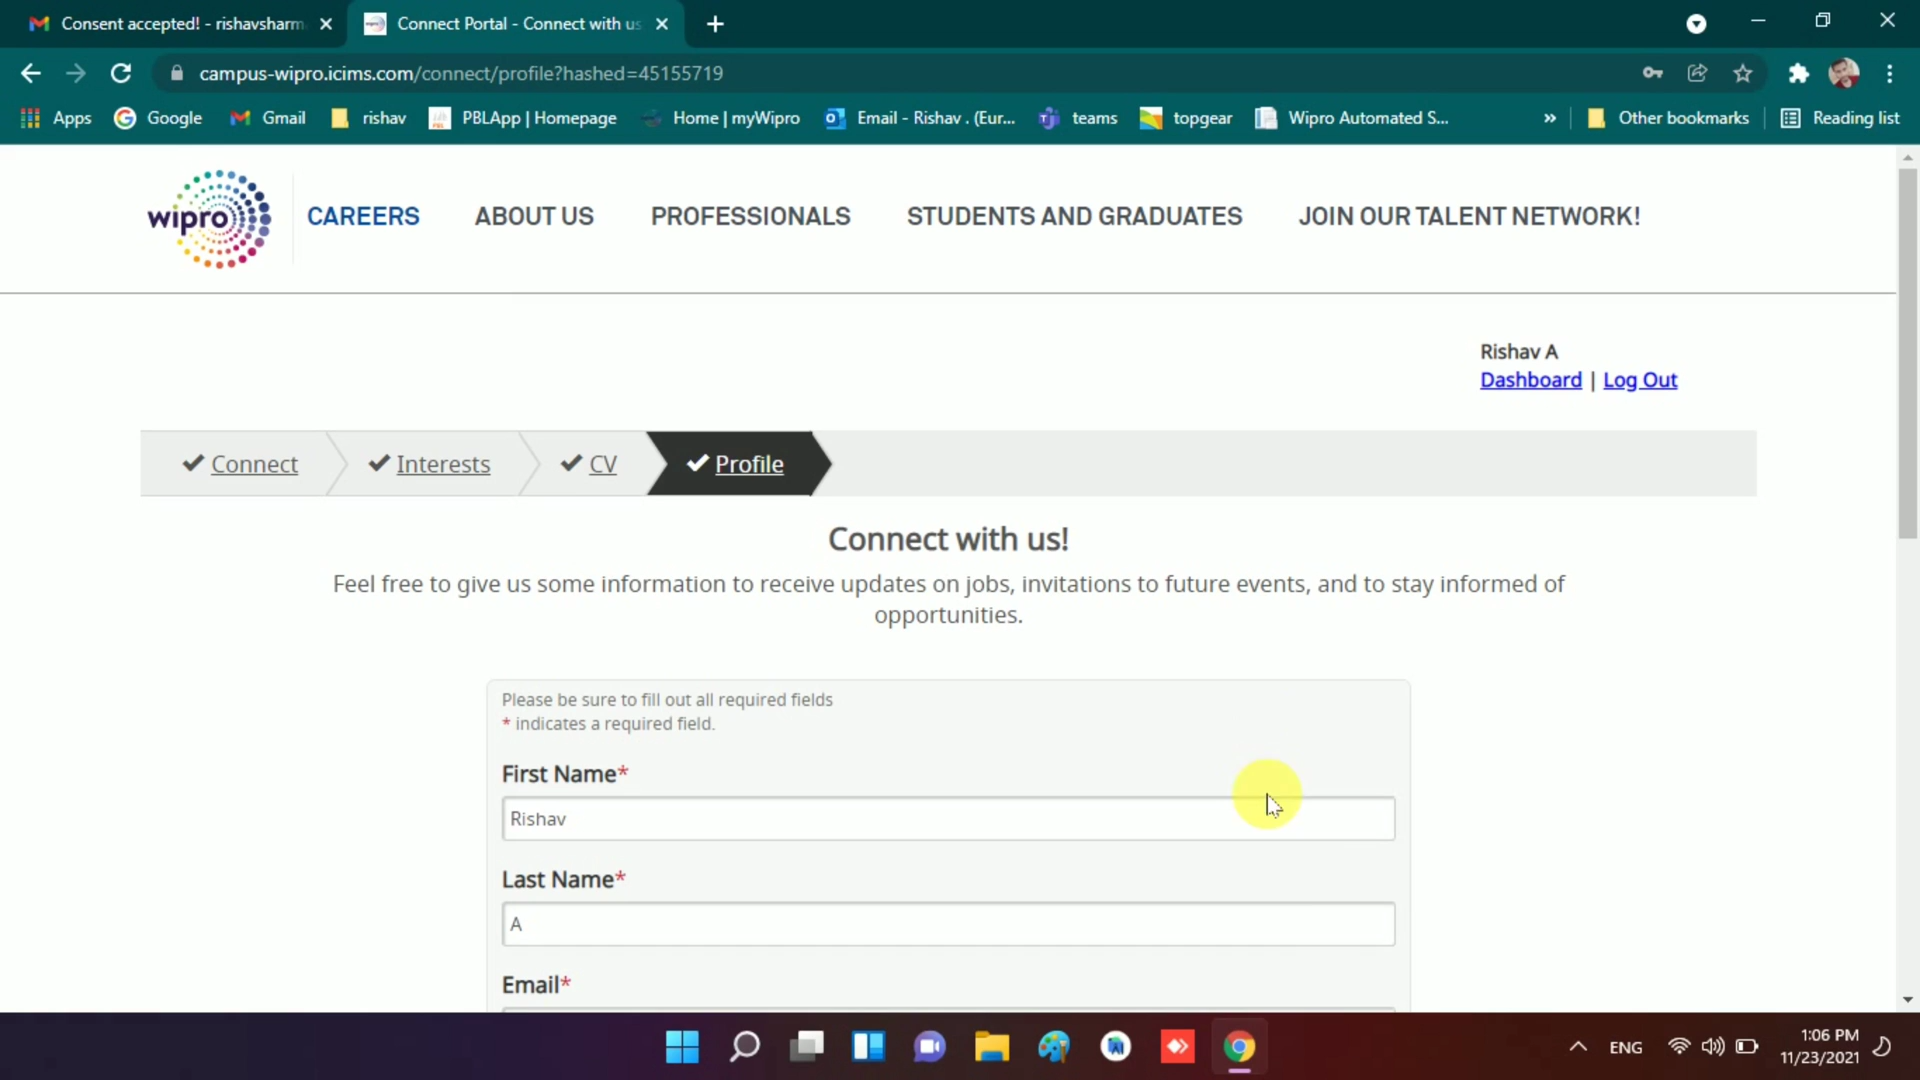 Consent accepted! - rishavsharm
Connect Portal - Connect with us
campus-wipro.icims.com/connect/profile?hashed=45155719
Apps Google Gmail rishav PBLApp | Homepage Home | myWipro Email - Rishav . (Eur... teams topgear Wipro Automated S... » Other bookmarks Reading list
wipro CAREERS ABOUT US PROFESSIONALS STUDENTS AND GRADUATES JOIN OUR TALENT NETWORK!
Rishav A
Dashboard | Log Out
Connect Interests CV Profile
Connect with us!
Feel free to give us some information to receive updates on jobs, invitations to future events, and to stay informed of
opportunities.
Please be sure to fill out all required fields
* indicates a required field.
First Name*
Rishav
Last Name*
A
Email*
ENG
1:06 PM
11/23/2021